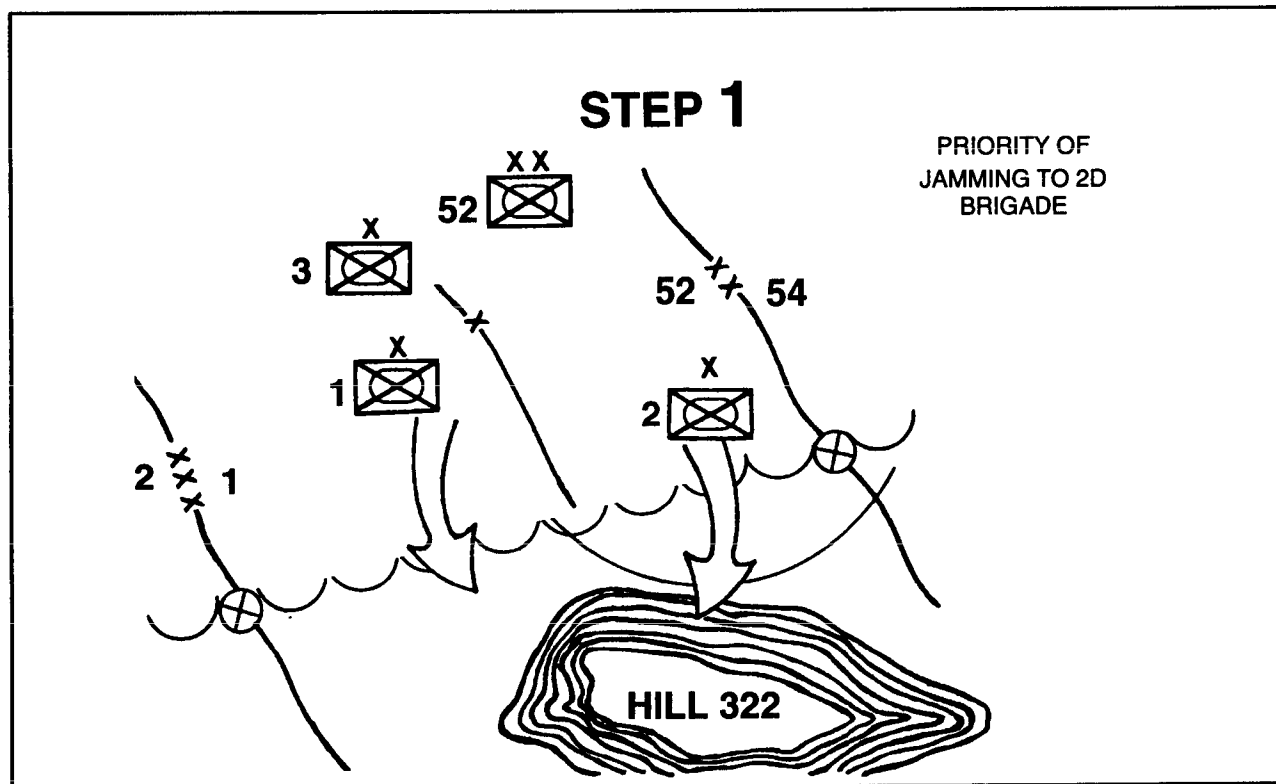 STEP 1
PRIORITY OF
JAMMING TO 2D
BRIGADE
X X
52
X
3
52 XX 54
X
X
1
X
2
2 XXX 1
HILL 322